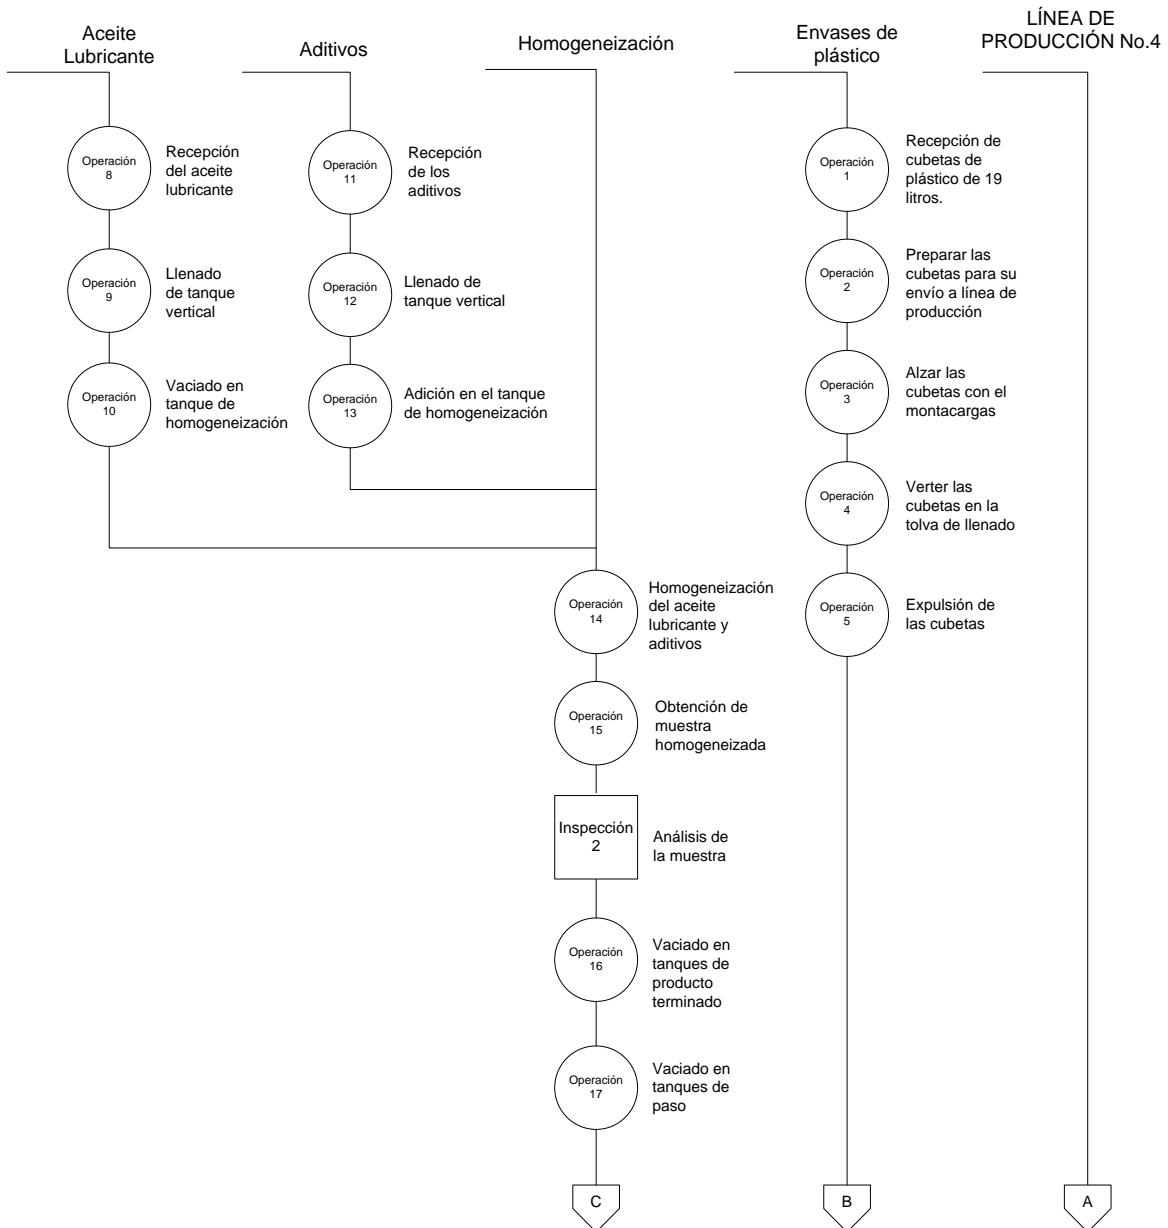 Aceite
Lubricante
Aditivos
Homogeneización
Envases de
plástico
LÍNEA DE
PRODUCCIÓN No.4
Operación
8
Recepción
del aceite
lubricante
Operación
9
Llenado
de tanque
vertical
Operación
10
Vaciado en
tanque de
homogeneización
Operación
11
Recepción
de los
aditivos
Operación
12
Llenado de
tanque vertical
Operación
13
Adición en el tanque
de homogeneización
Operación
14
Homogeneización
del aceite
lubricante y
aditivos
Operación
15
Obtención de
muestra
homogeneizada
Inspección
2
Análisis de
la muestra
Operación
16
Vaciado en
tanques de
producto
terminado
Operación
17
Vaciado en
tanques de
paso
C
Operación
1
Recepción de
cubetas de
plástico de 19
litros.
Operación
2
Preparar las
cubetas para su
envío a línea de
producción
Operación
3
Alzar las
cubetas con el
montacargas
Operación
4
Verter las
cubetas en la
tolva de llenado
Operación
5
Expulsión de
las cubetas
B
A